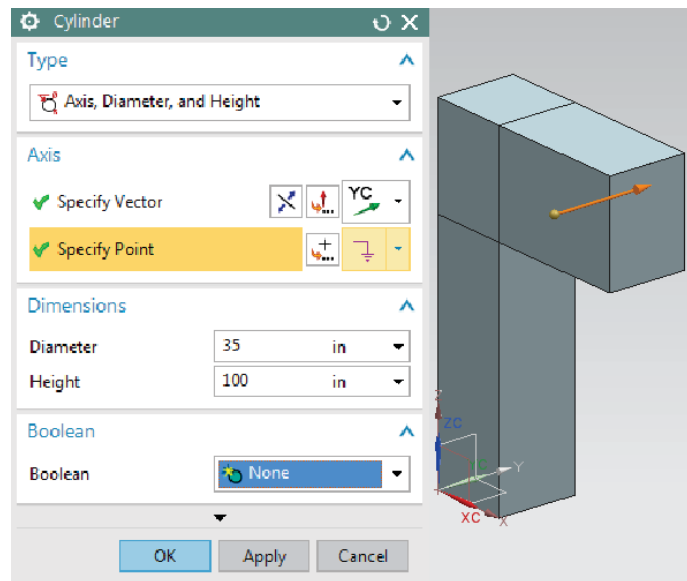 Cylinder
Type
Axis, Diameter, and Height
Axis
Specify Vector
YC
Specify Point
Dimensions
Diameter 35 in
Height 100 in
Boolean
Boolean None
OK Apply Cancel
Z
ZC
YC
Y
XC X